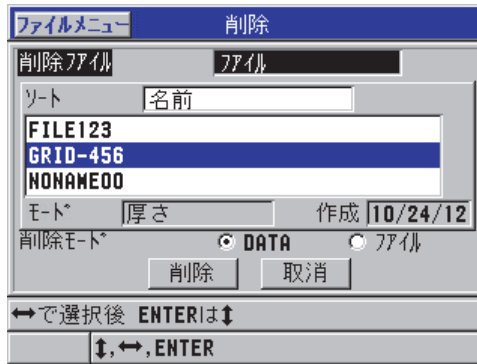 ファイルメニュー 削除
削除ファイル ファイル
ソート 名前
FILE123
GRID-456
NONAME00
モード 厚さ 作成 10/24/12
削除モード DATA ファイル
削除 取消
↔で選択後 ENTERは↕
↕,↔,ENTER